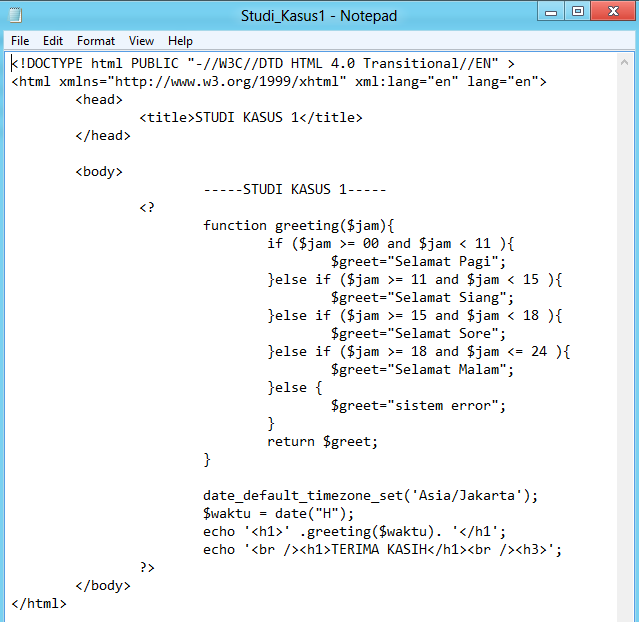 Studi_Kasus1 - Notepad
File Edit Format View Help
<!DOCTYPE html PUBLIC "-//W3C//DTD HTML 4.0 Transitional//EN" >
<html xmlns="http://www.w3.org/1999/xhtml" xml:lang="en" lang="en">
        <head>
                <title>STUDI KASUS 1</title>
        </head>

        <body>
                        -----STUDI KASUS 1-----
                <?
                        function greeting($jam){
                                if ($jam >= 00 and $jam < 11 ){
                                        $greet="Selamat Pagi";
                                }else if ($jam >= 11 and $jam < 15 ){
                                        $greet="Selamat Siang";
                                }else if ($jam >= 15 and $jam < 18 ){
                                        $greet="Selamat Sore";
                                }else if ($jam >= 18 and $jam <= 24 ){
                                        $greet="Selamat Malam";
                                }else {
                                        $greet="sistem error";
                                }
                                return $greet;
                        }

                        date_default_timezone_set('Asia/Jakarta');
                        $waktu = date("H");
                        echo '<h1>' .greeting($waktu). '</h1';
                        echo '<br /><h1>TERIMA KASIH</h1><br /><h3>';
                ?>
        </body>
</html>